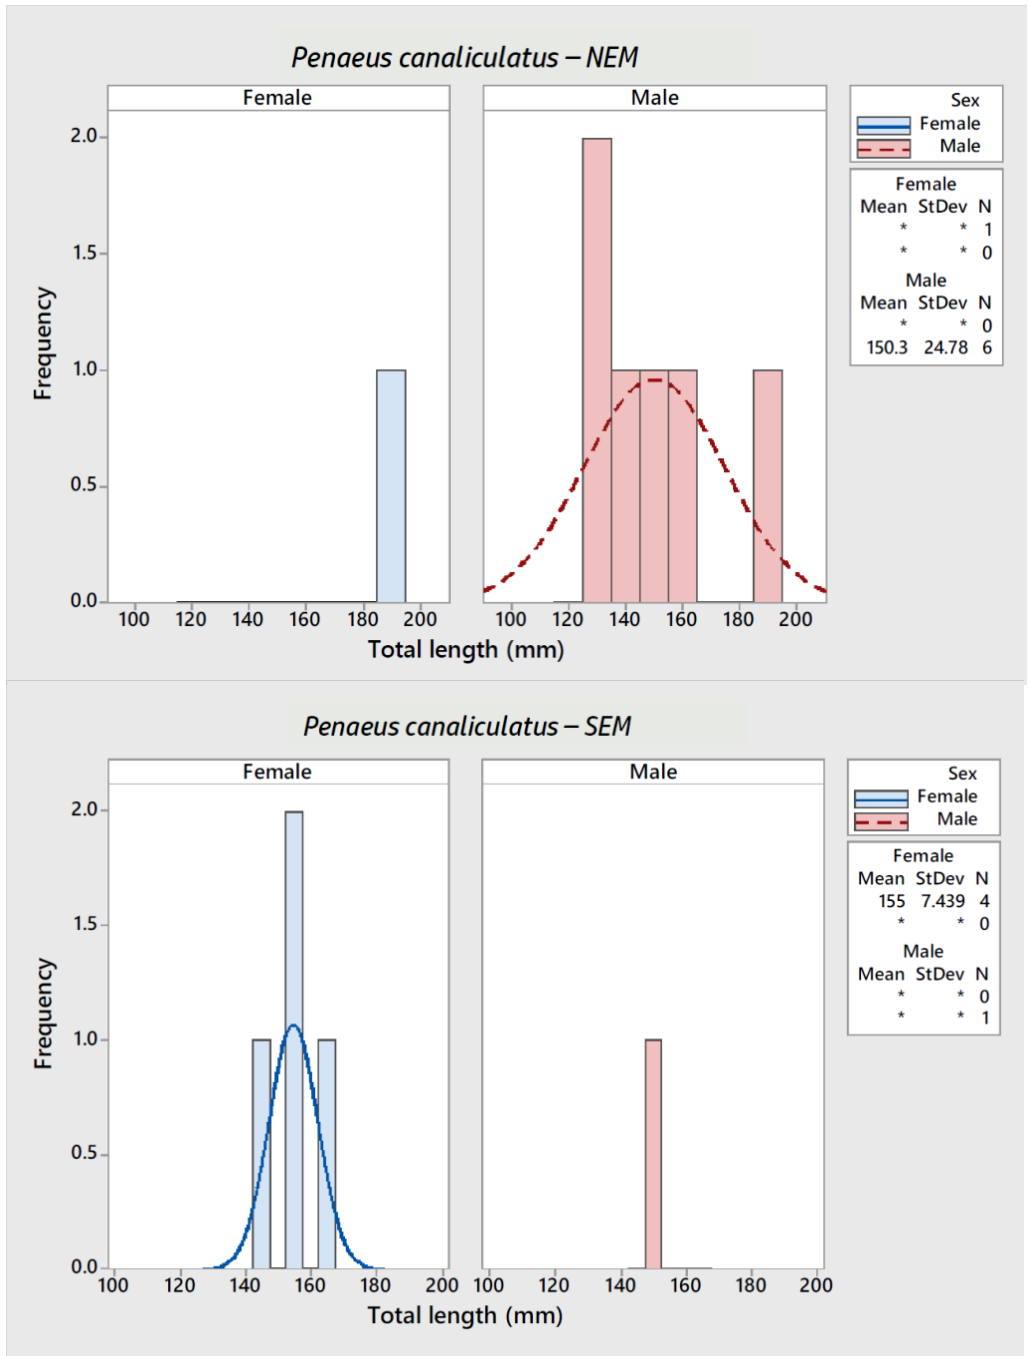 Penaeus canaliculatus – NEM
Female
Male
Sex
Female
Male
Female
Mean StDev N
* * 1
* * 0
Male
Mean StDev N
* * 0
150.3 24.78 6
Frequency
2.0
1.5
1.0
0.5
0.0
100 120 140 160 180 200
100 120 140 160 180 200
Total length (mm)
Penaeus canaliculatus – SEM
Female
Male
Sex
Female
Male
Female
Mean StDev N
155 7.439 4
* * 0
Male
Mean StDev N
* * 0
* * 1
Frequency
2.0
1.5
1.0
0.5
0.0
100 120 140 160 180 200
100 120 140 160 180 200
Total length (mm)